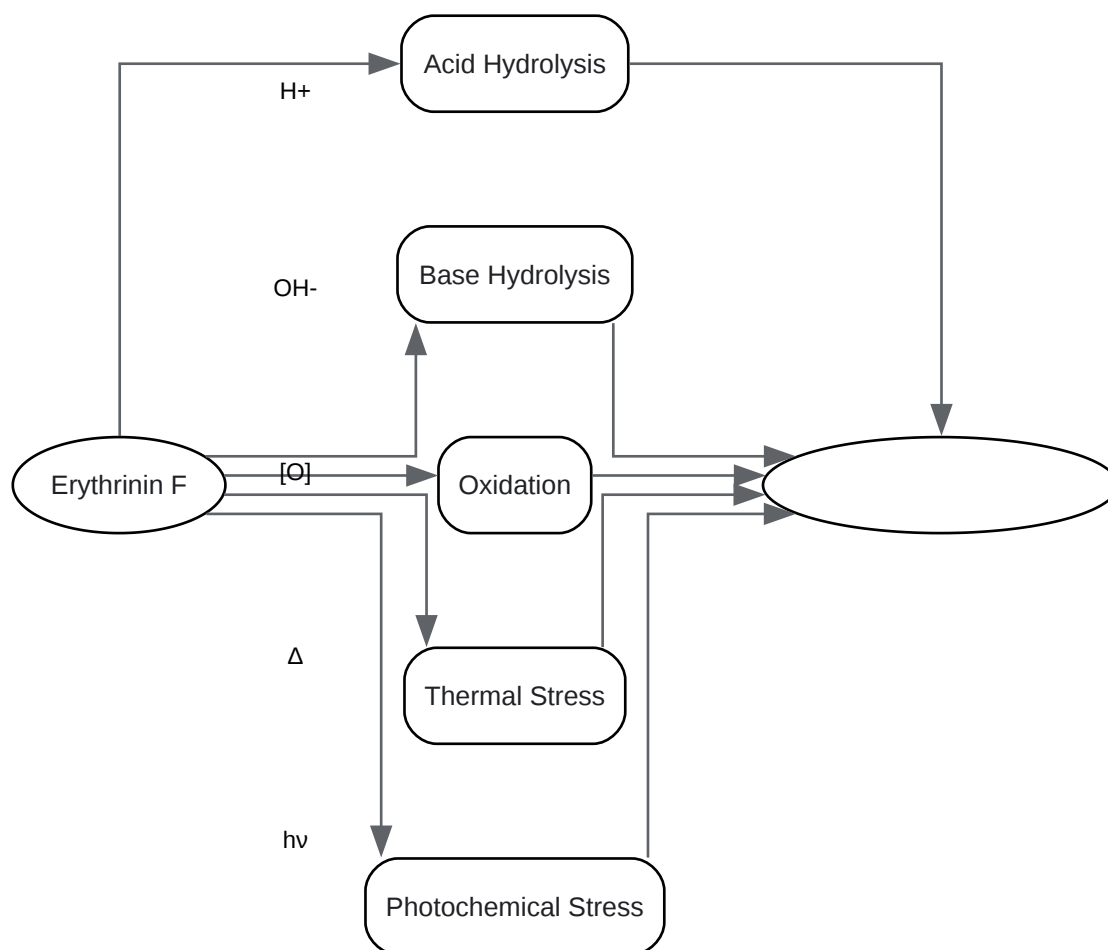 Acid Hydrolysis
H+
Base Hydrolysis
OH-
Erythrinin F
[O]
Oxidation
Δ
Thermal Stress
hν
Photochemical Stress